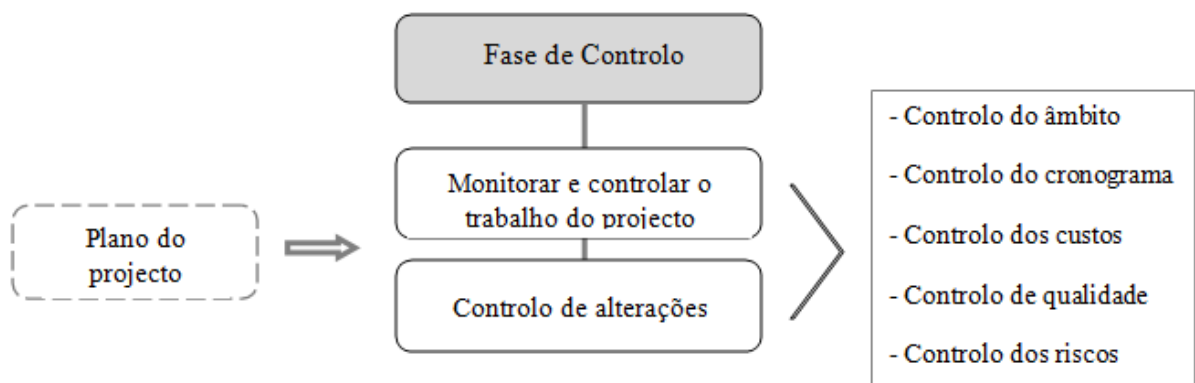 Fase de Controlo
Monitorar e controlar o
trabalho do projecto
Plano do
projecto
Controlo de alterações
- Controlo do âmbito
- Controlo do cronograma
- Controlo dos custos
- Controlo de qualidade
- Controlo dos riscos